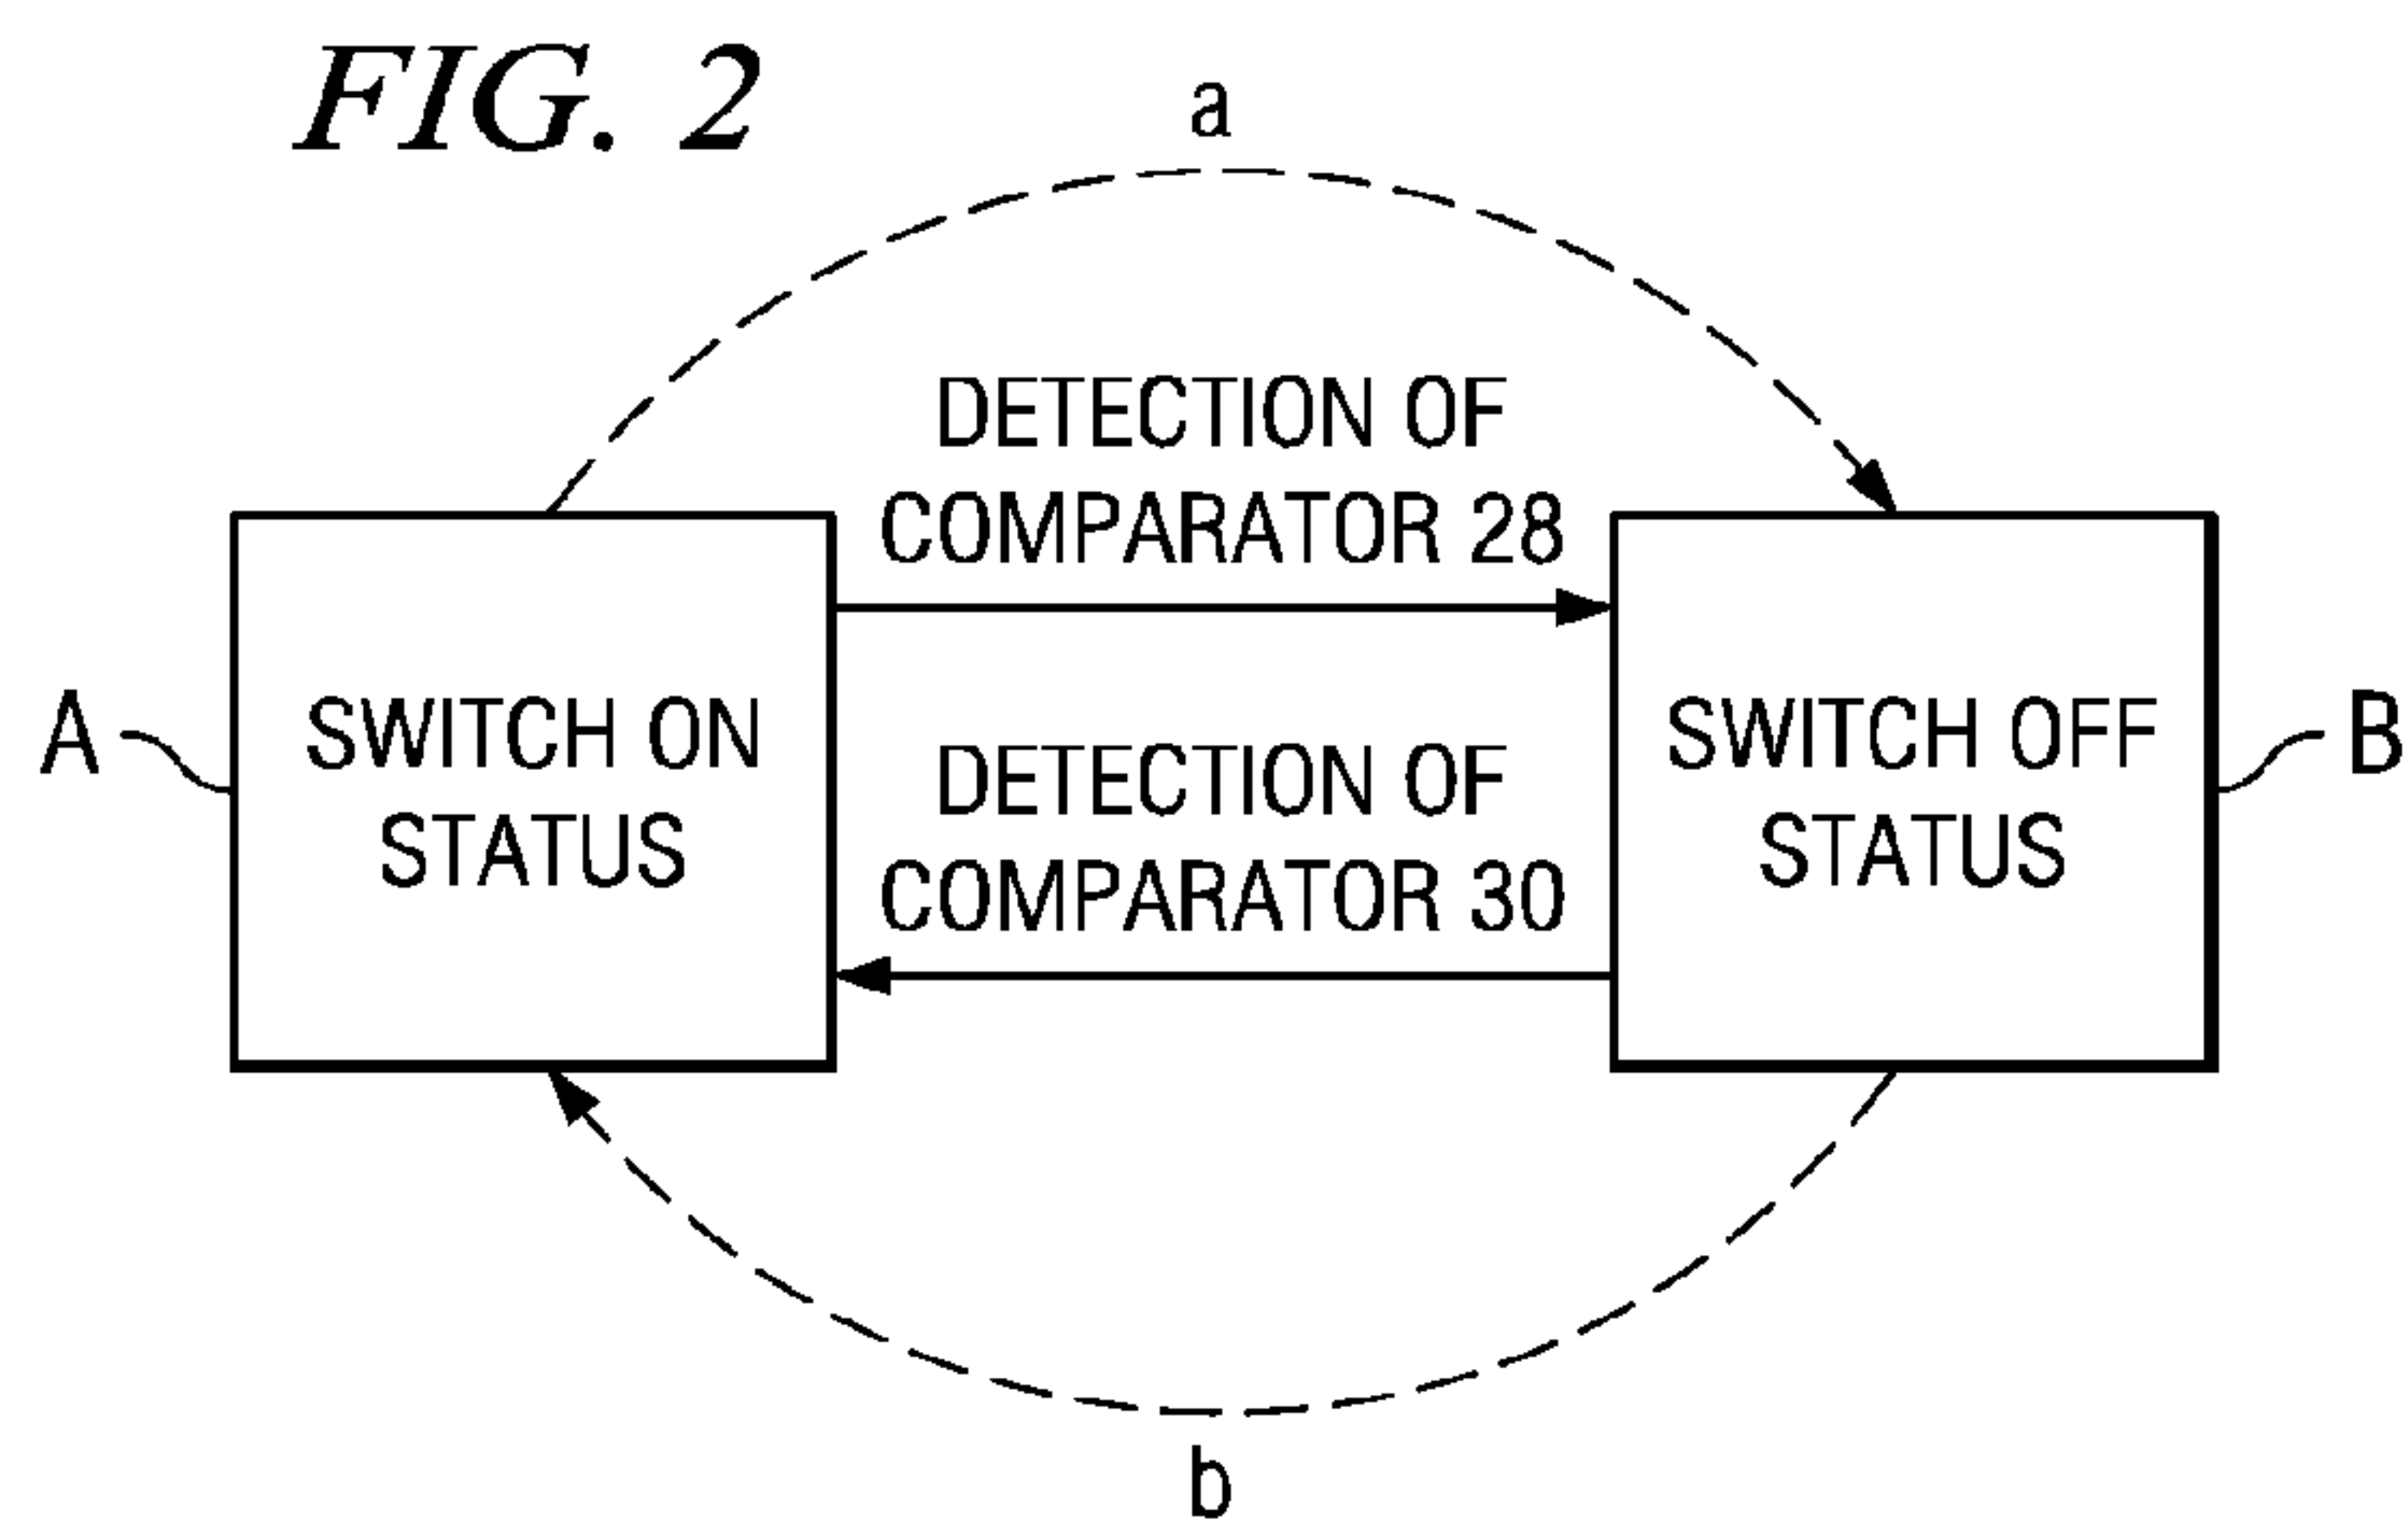 FIG. 2
a
DETECTION OF
COMPARATOR 28
A
SWITCH ON
STATUS
DETECTION OF
COMPARATOR 30
SWITCH OFF
STATUS
B
b